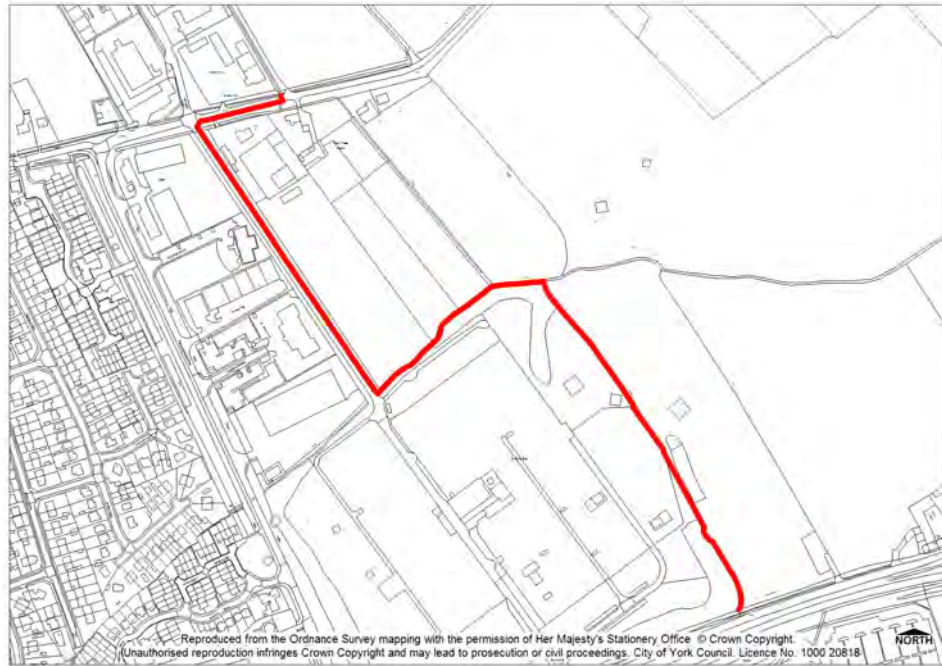 Reproduced from the Ordnance Survey mapping with the permission of Her Majesty's Stationery Office © Crown Copyright.
Unauthorised reproduction infringes Crown Copyright and may lead to prosecution or civil proceedings. City of York Council. Licence No. 1000 20818
NORTH